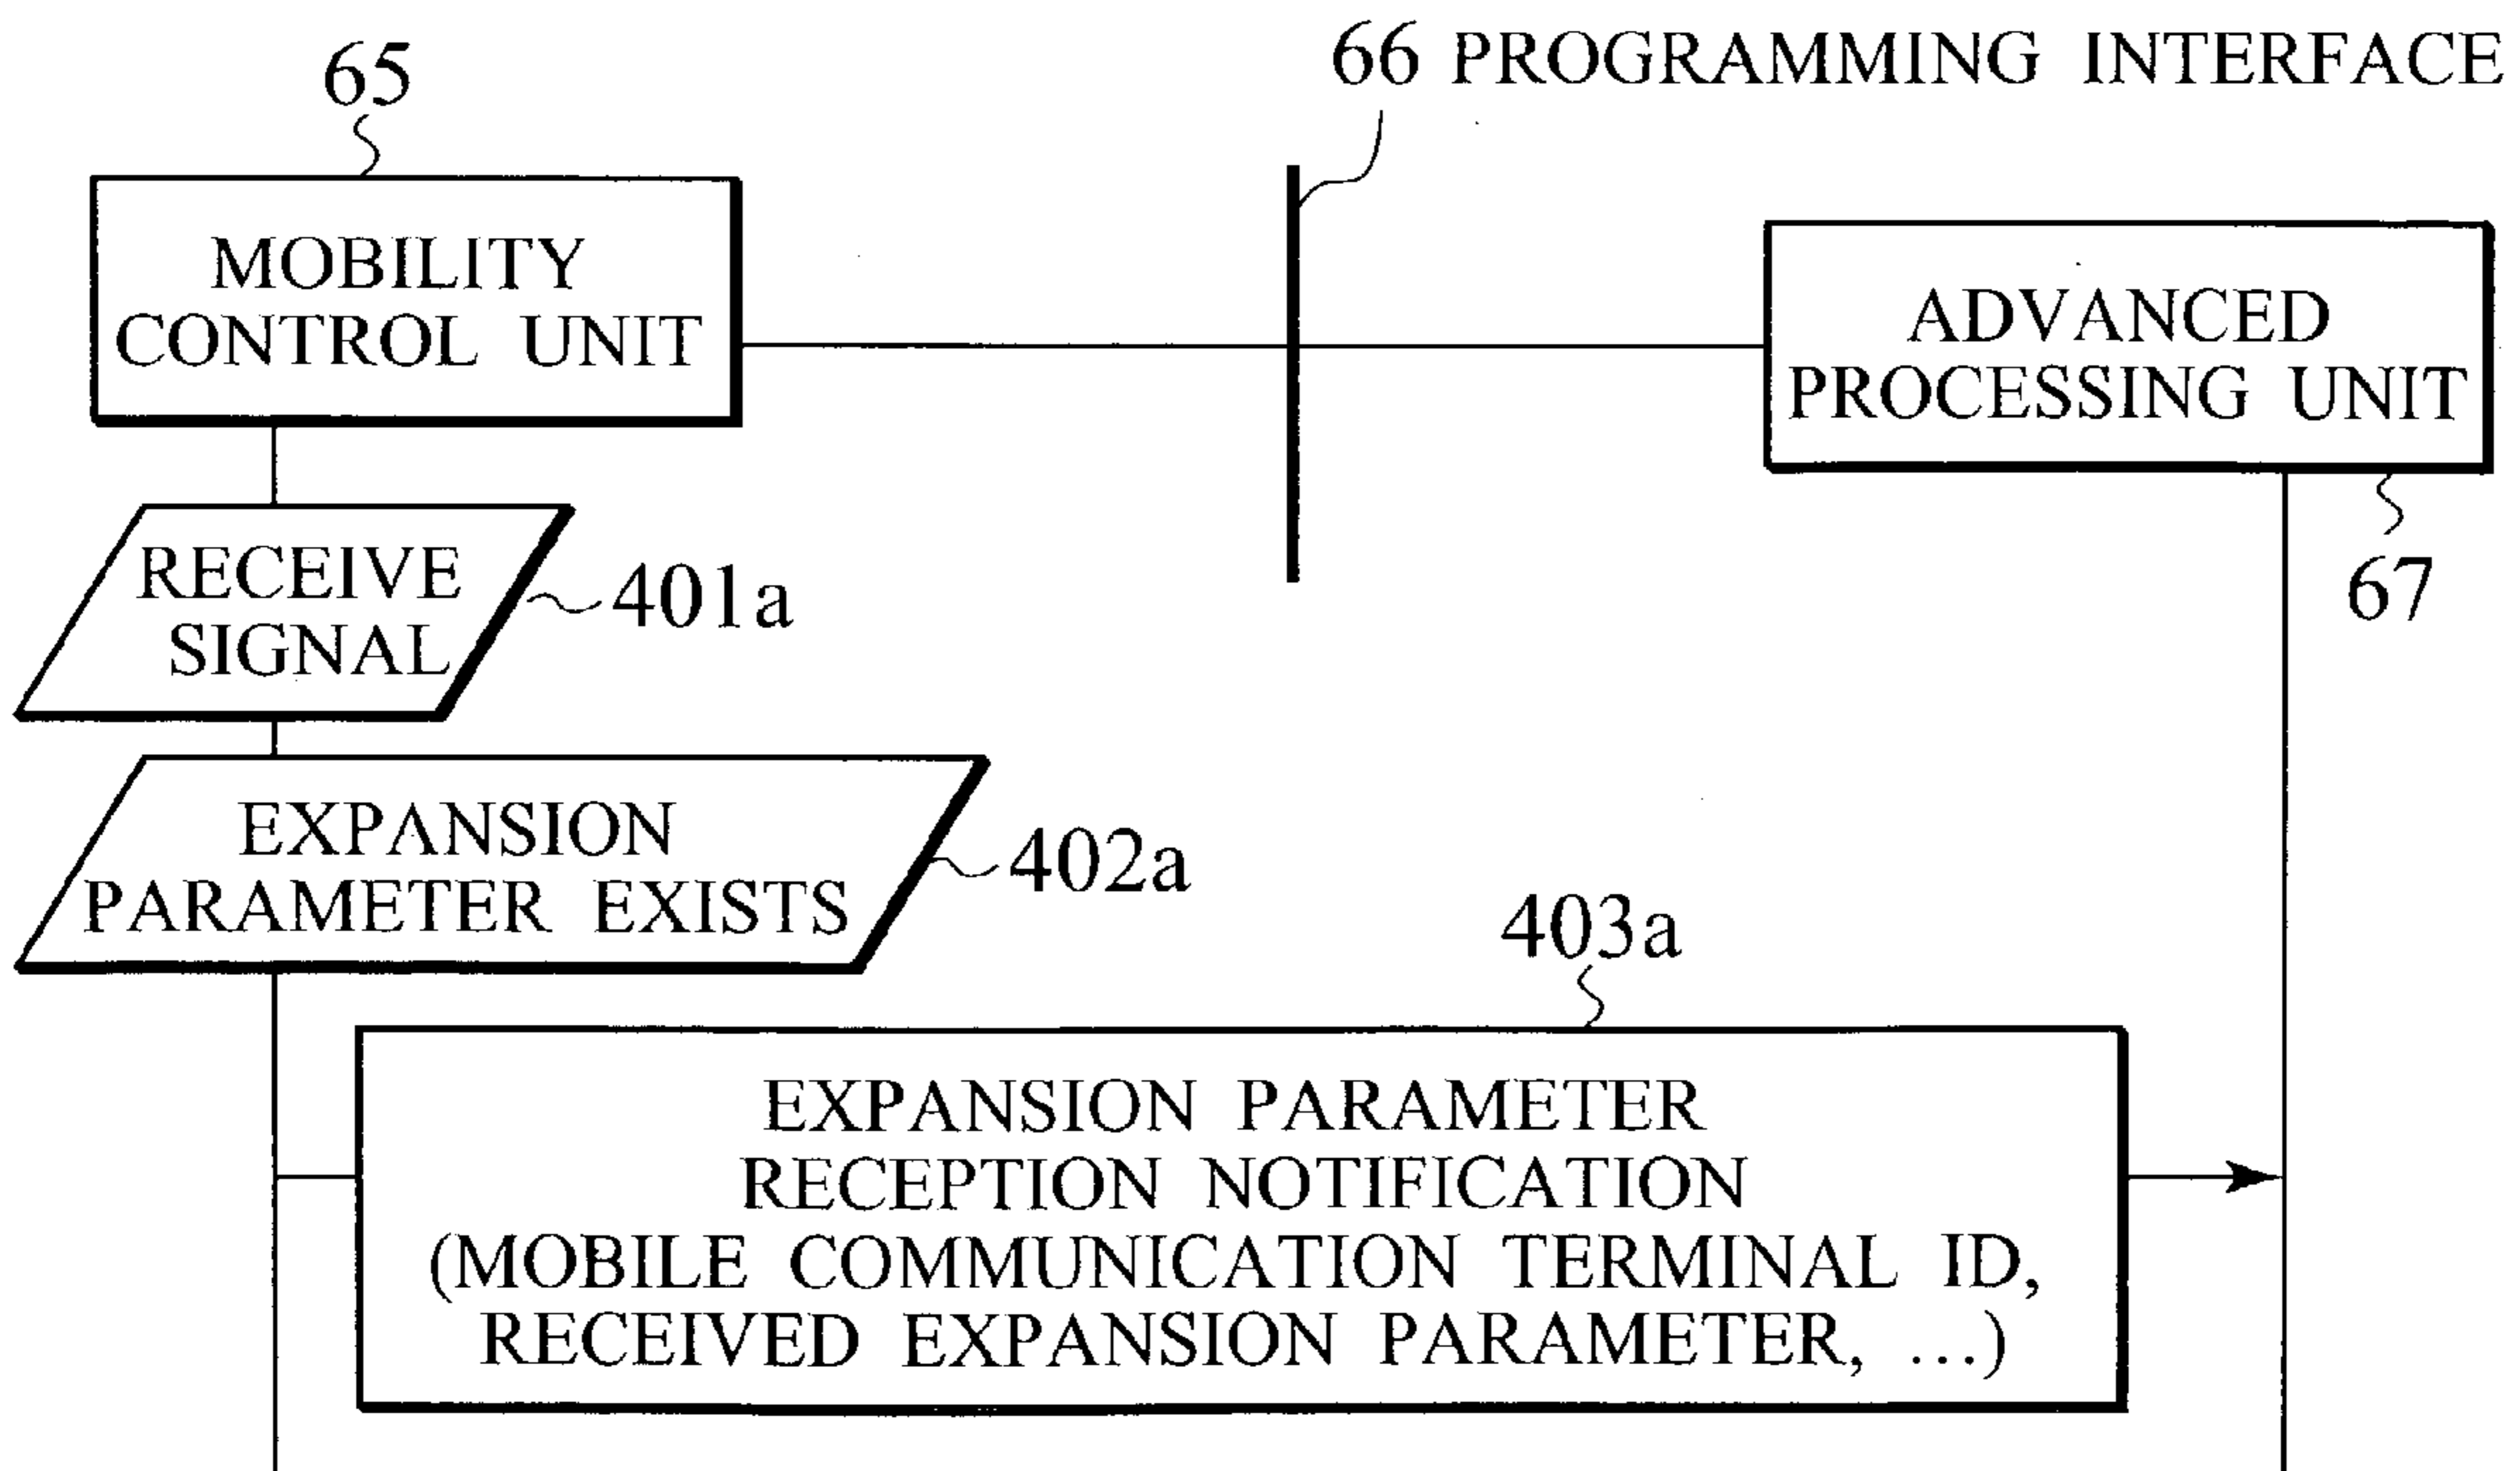 65
66 PROGRAMMING INTERFACE
MOBILITY
CONTROL UNIT
ADVANCED
PROCESSING UNIT
67
RECEIVE
SIGNAL
401a
EXPANSION
PARAMETER EXISTS
402a
403a
EXPANSION PARAMETER
RECEPTION NOTIFICATION
(MOBILE COMMUNICATION TERMINAL ID,
RECEIVED EXPANSION PARAMETER, ...)